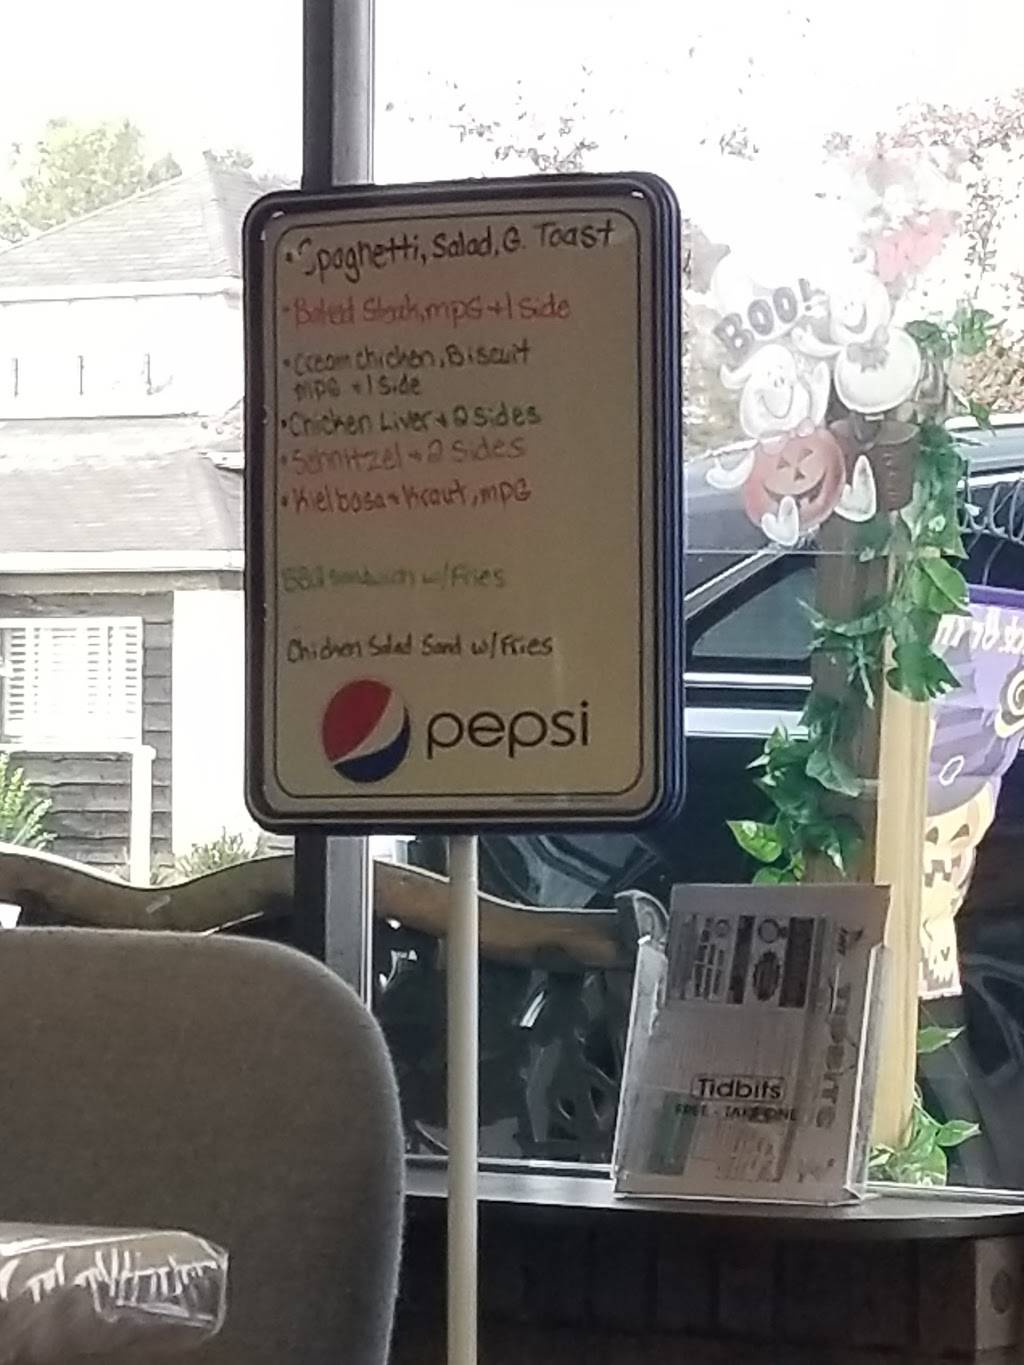 • Spaghetti, Salad, G. Toast
• Baked Steak, mpG + 1 Side
• Cream chicken, Biscuit
mpG + 1 Side
• Chicken Liver + 2 sides
• Schnitzel + 2 Sides
• Kielbasa + Kraut, mpG
BBQ Sandwich w/Fries
Chicken Salad Sand w/Fries
pepsi
BOO!
Tidbits
FREE - TAKE ONE